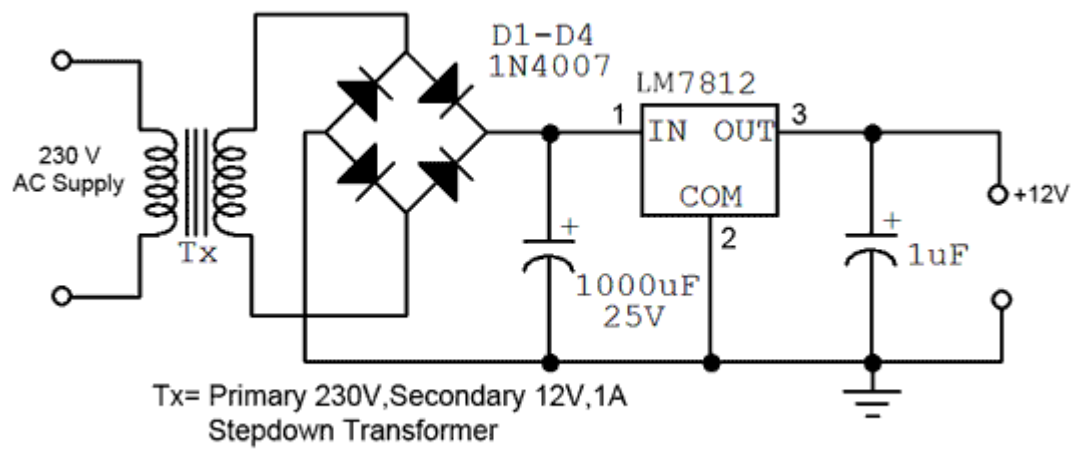 D1-D4
1N4007
LM7812
1
IN OUT
3
COM
2
230 V
AC Supply
Tx
+
1000uF
25V
+
1uF
+12V
Tx= Primary 230V,Secondary 12V,1A
Stepdown Transformer